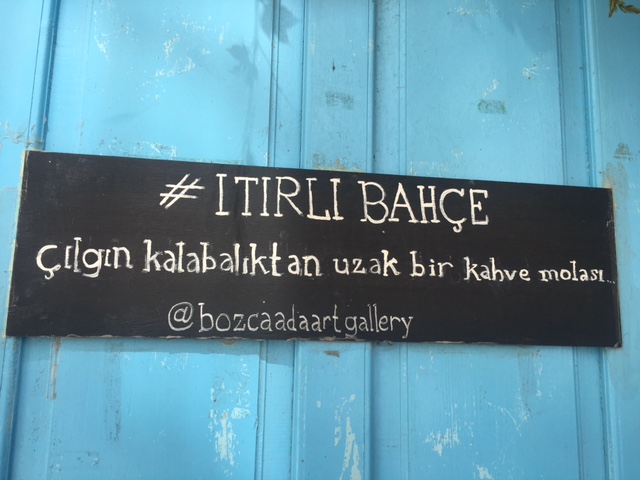 # ITIRLI BAHÇE
çılgın kalabalıktan uzak bir kahve molası...
@bozcaadaartgallery